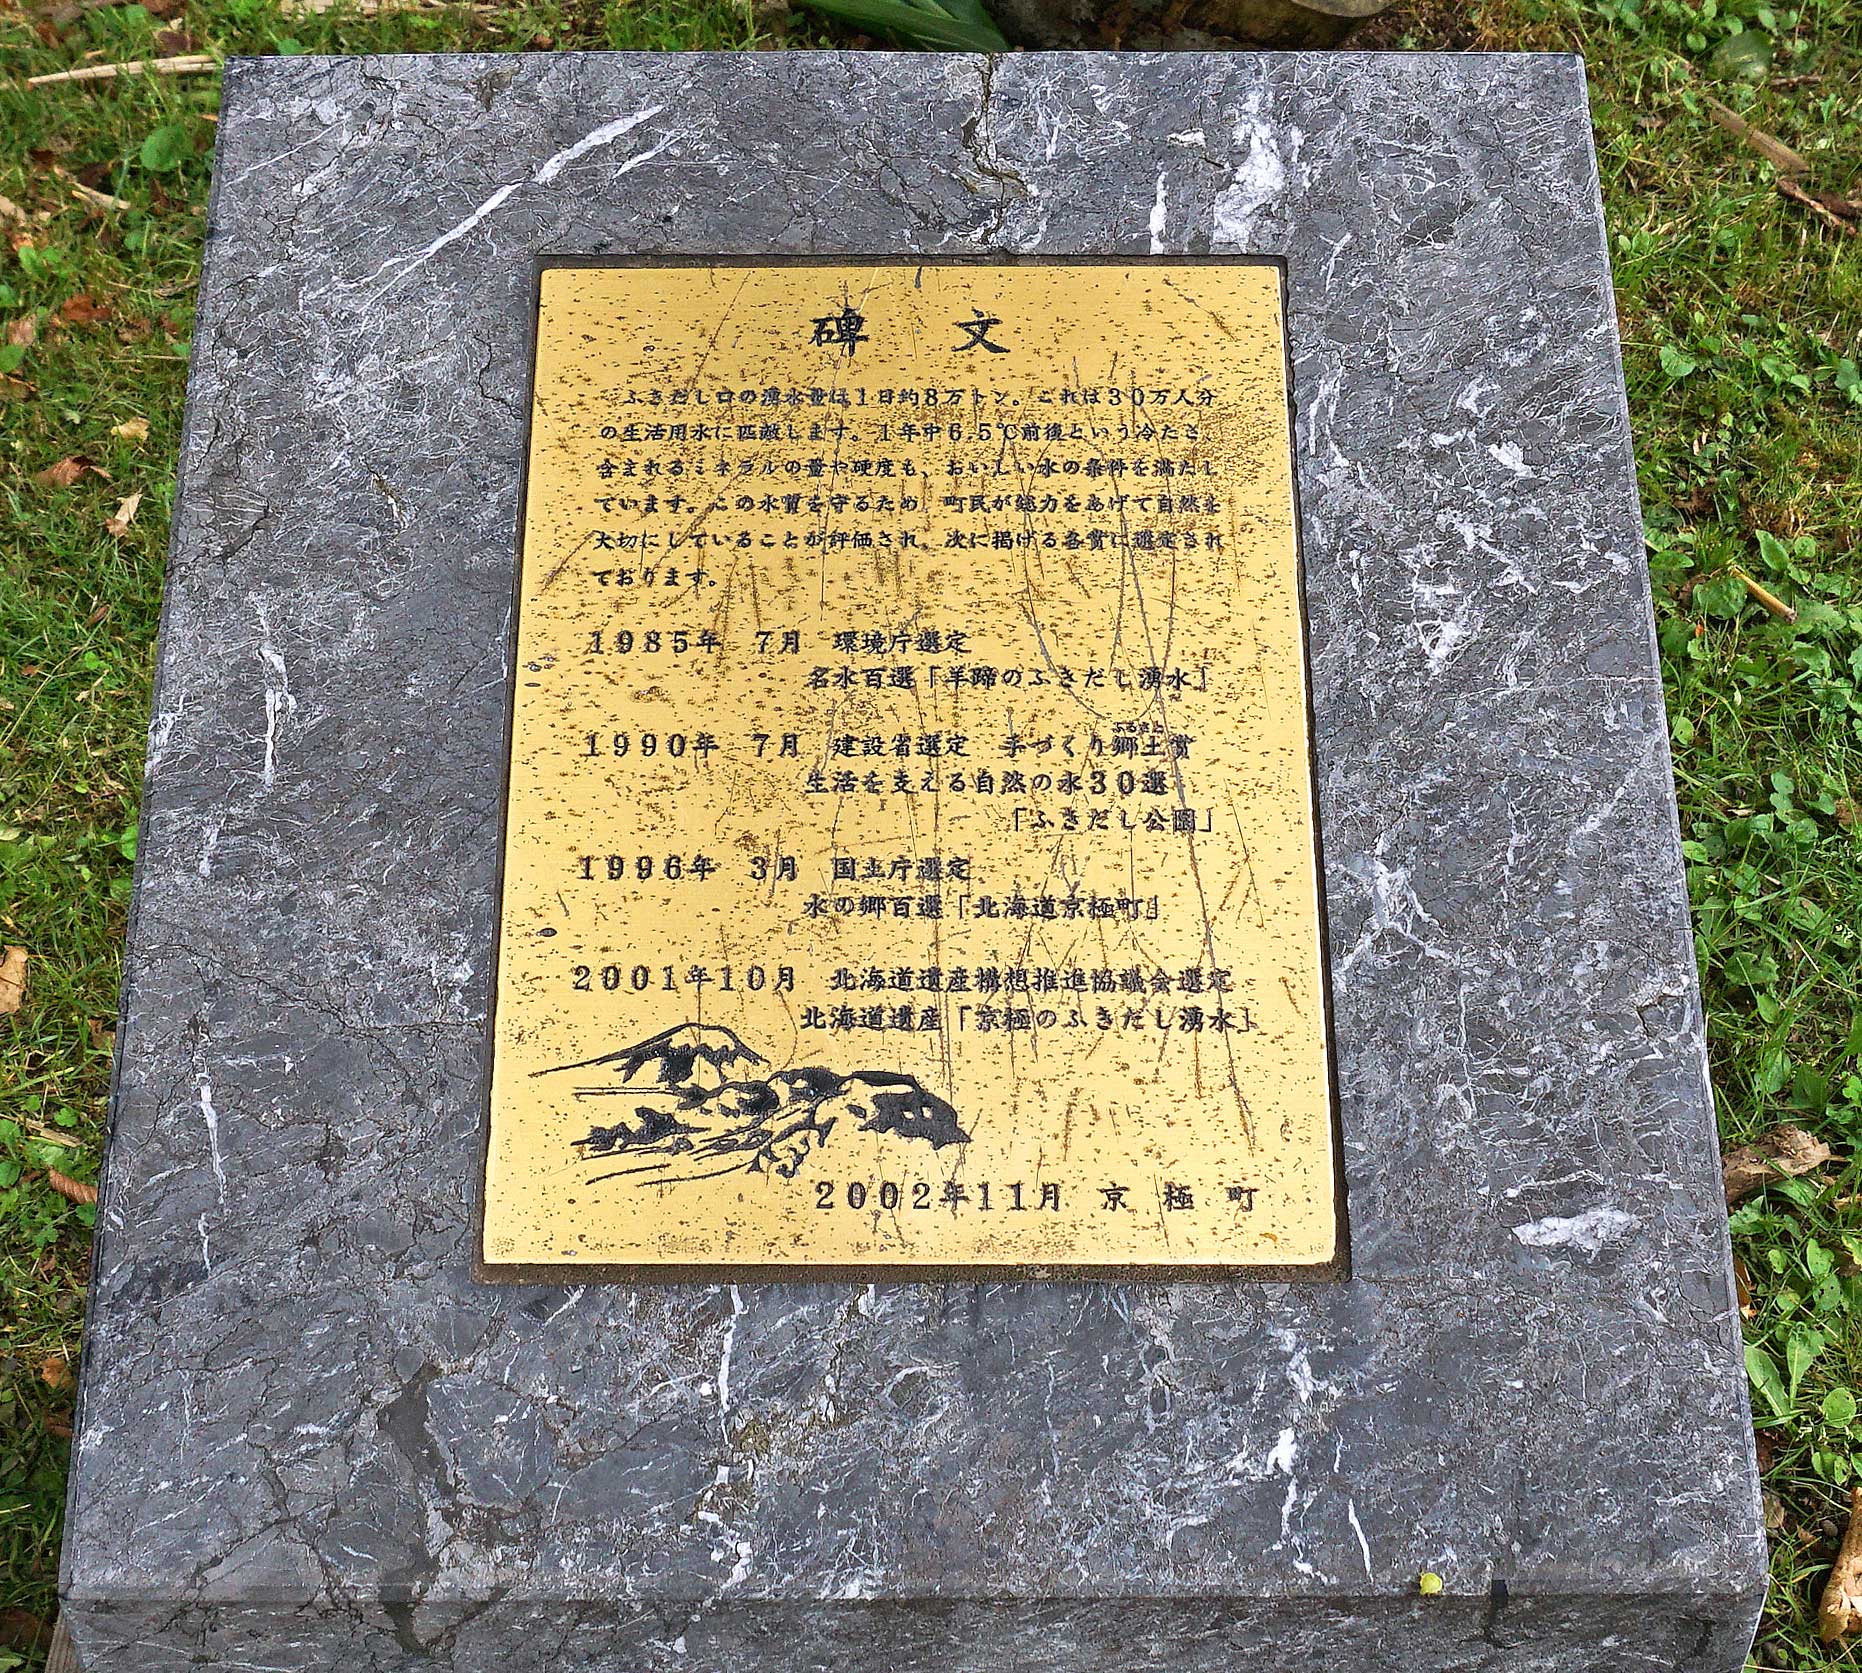 碑　文
ふきだし口の湧水量は1日約8万トン。これは30万人分
の生活用水に匹敵します。1年中6.5℃前後という冷たさ、
含まれるミネラルの量や硬度も、おいしい水の条件を満たし
ています。この水質を守るため、町民が総力をあげて自然を
大切にしていることが評価され、次に掲げる各賞に選定され
ております。
1985年　7月　環境庁選定
名水百選「羊蹄のふきだし湧水」
ふるさと
1990年　7月　建設省選定　手づくり郷土賞
生活を支える自然の水30選
「ふきだし公園」
1996年　3月　国土庁選定
水の郷百選「北海道京極町」
2001年10月　北海道遺産構想推進協議会選定
北海道遺産「京極のふきだし湧水」
2002年11月　京　極　町